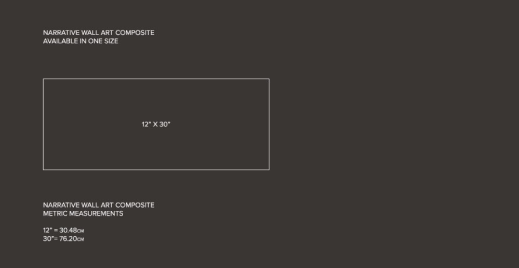 NARRATIVE WALL ART COMPOSITE
AVAILABLE IN ONE SIZE
12" X 30"
NARRATIVE WALL ART COMPOSITE
METRIC MEASUREMENTS
12" = 30.48CM
30"= 76.20CM